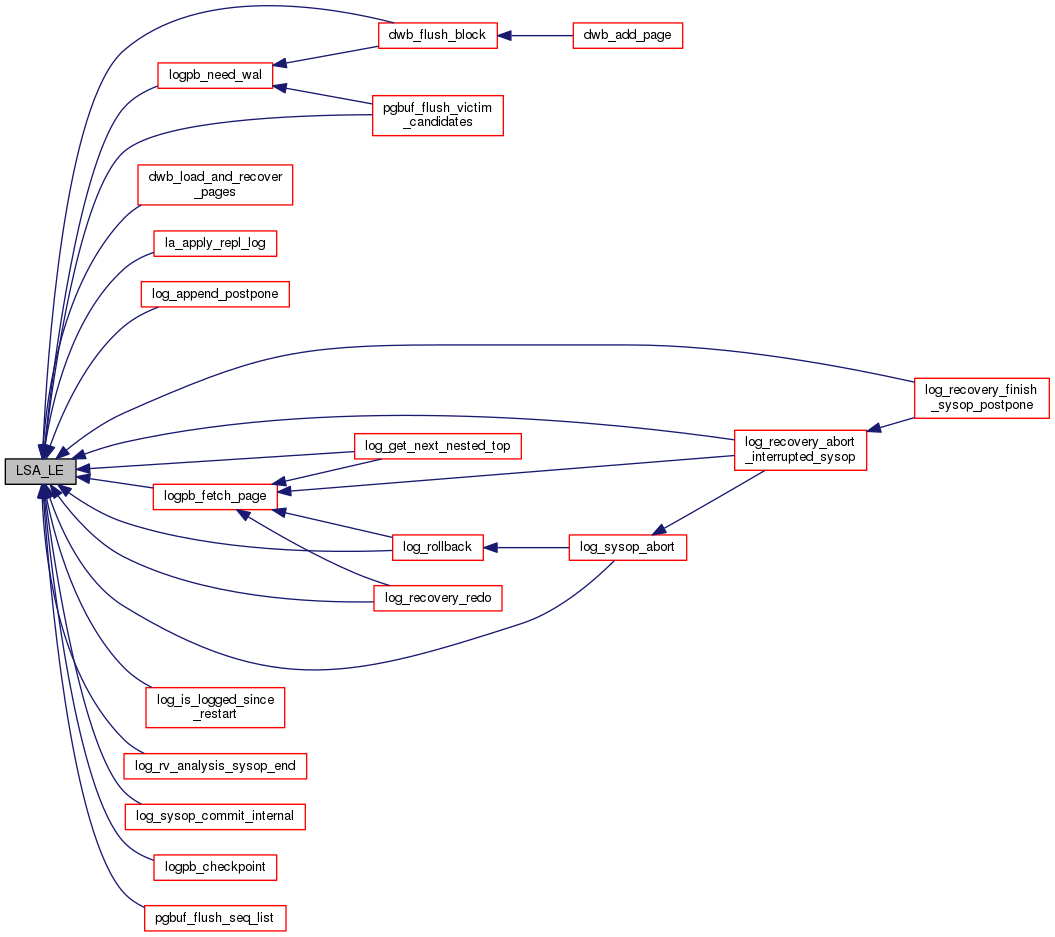 dwb_flush_block
dwb_add_page
logpb_need_wal
pgbuf_flush_victim
_candidates
dwb_load_and_recover
_pages
la_apply_repl_log
log_append_postpone
log_recovery_finish
_sysop_postpone
log_get_next_nested_top
log_recovery_abort
_interrupted_sysop
LSA_LE
logpb_fetch_page
log_rollback
log_sysop_abort
log_recovery_redo
log_is_logged_since
_restart
log_rv_analysis_sysop_end
log_sysop_commit_internal
logpb_checkpoint
pgbuf_flush_seq_list